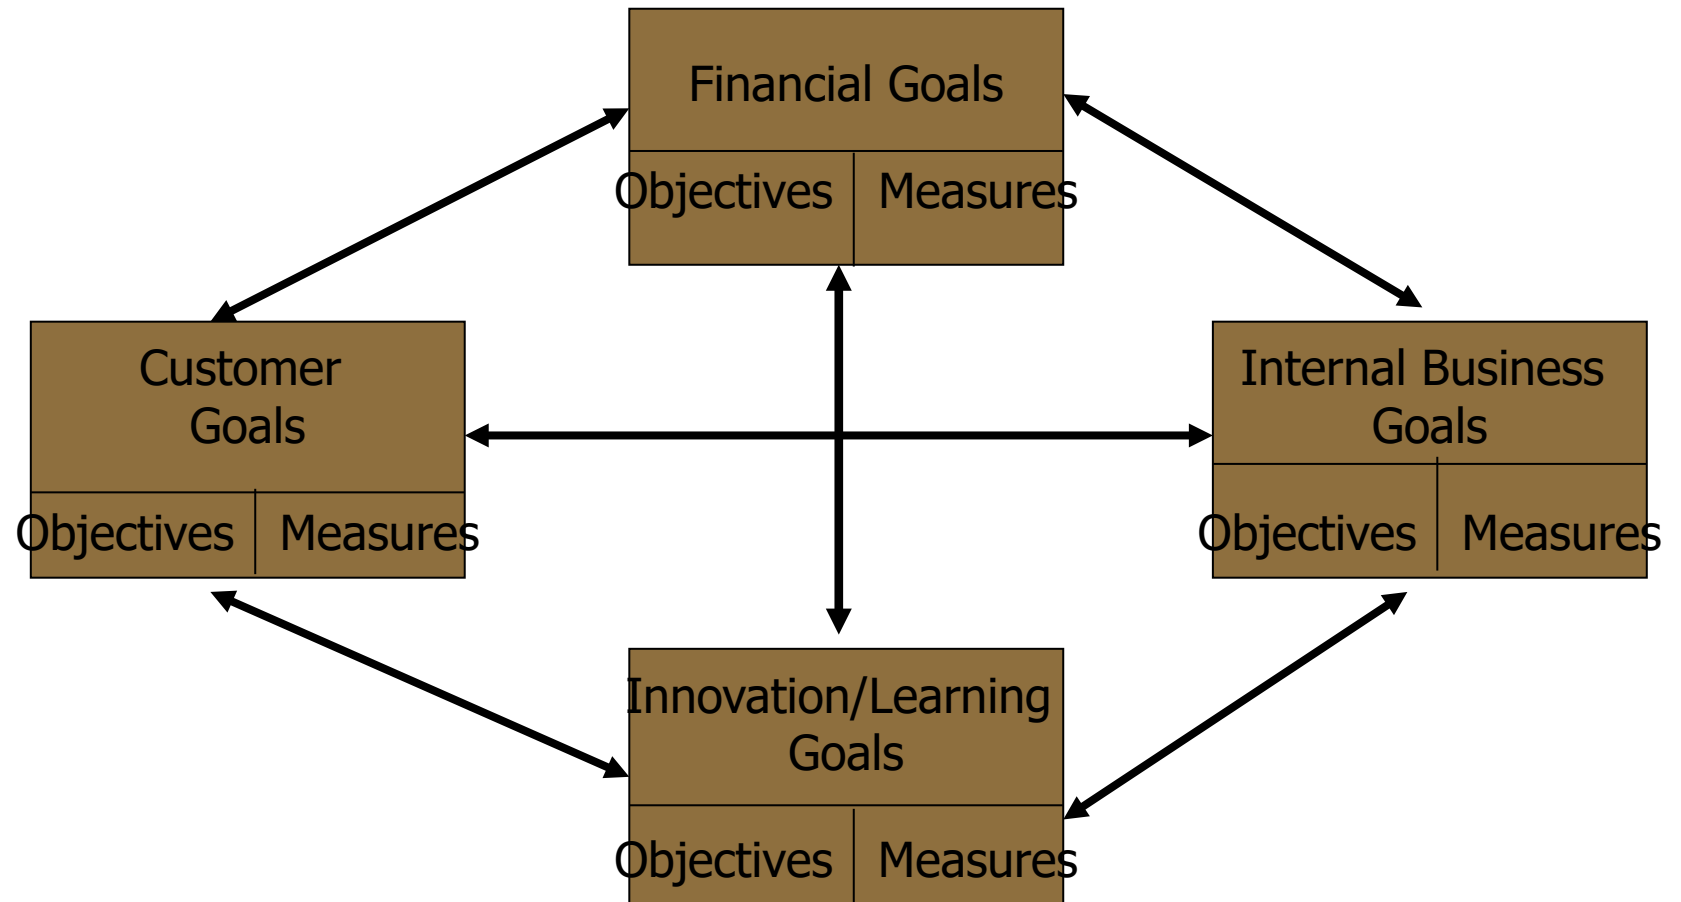 Financial Goals
Objectives Measures
Customer
Goals
Objectives Measures
Internal Business
Goals
Objectives Measures
Innovation/Learning
Goals
Objectives Measures